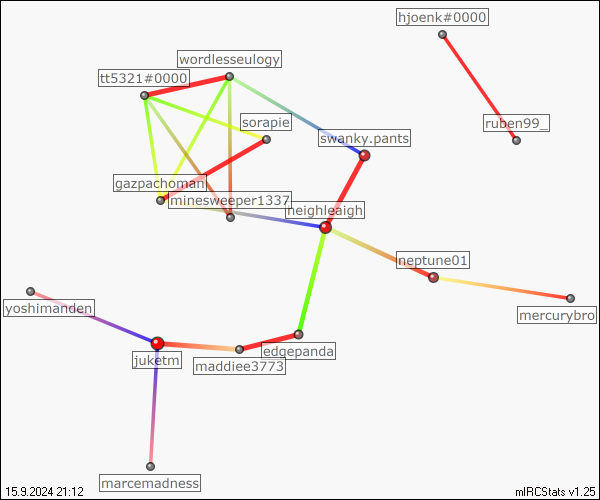 hjoenk#0000
wordlesseulogy
tt5321#0000
sorapie
ruben99_
swanky.pants
gazpachoman
minesweeper1337
neighleaigh
neptune01
yoshimanden
mercurybro
edgepanda
juketm
maddiee3773
marcemadness
15.9.2024 21:12
mIRCStats v1.25